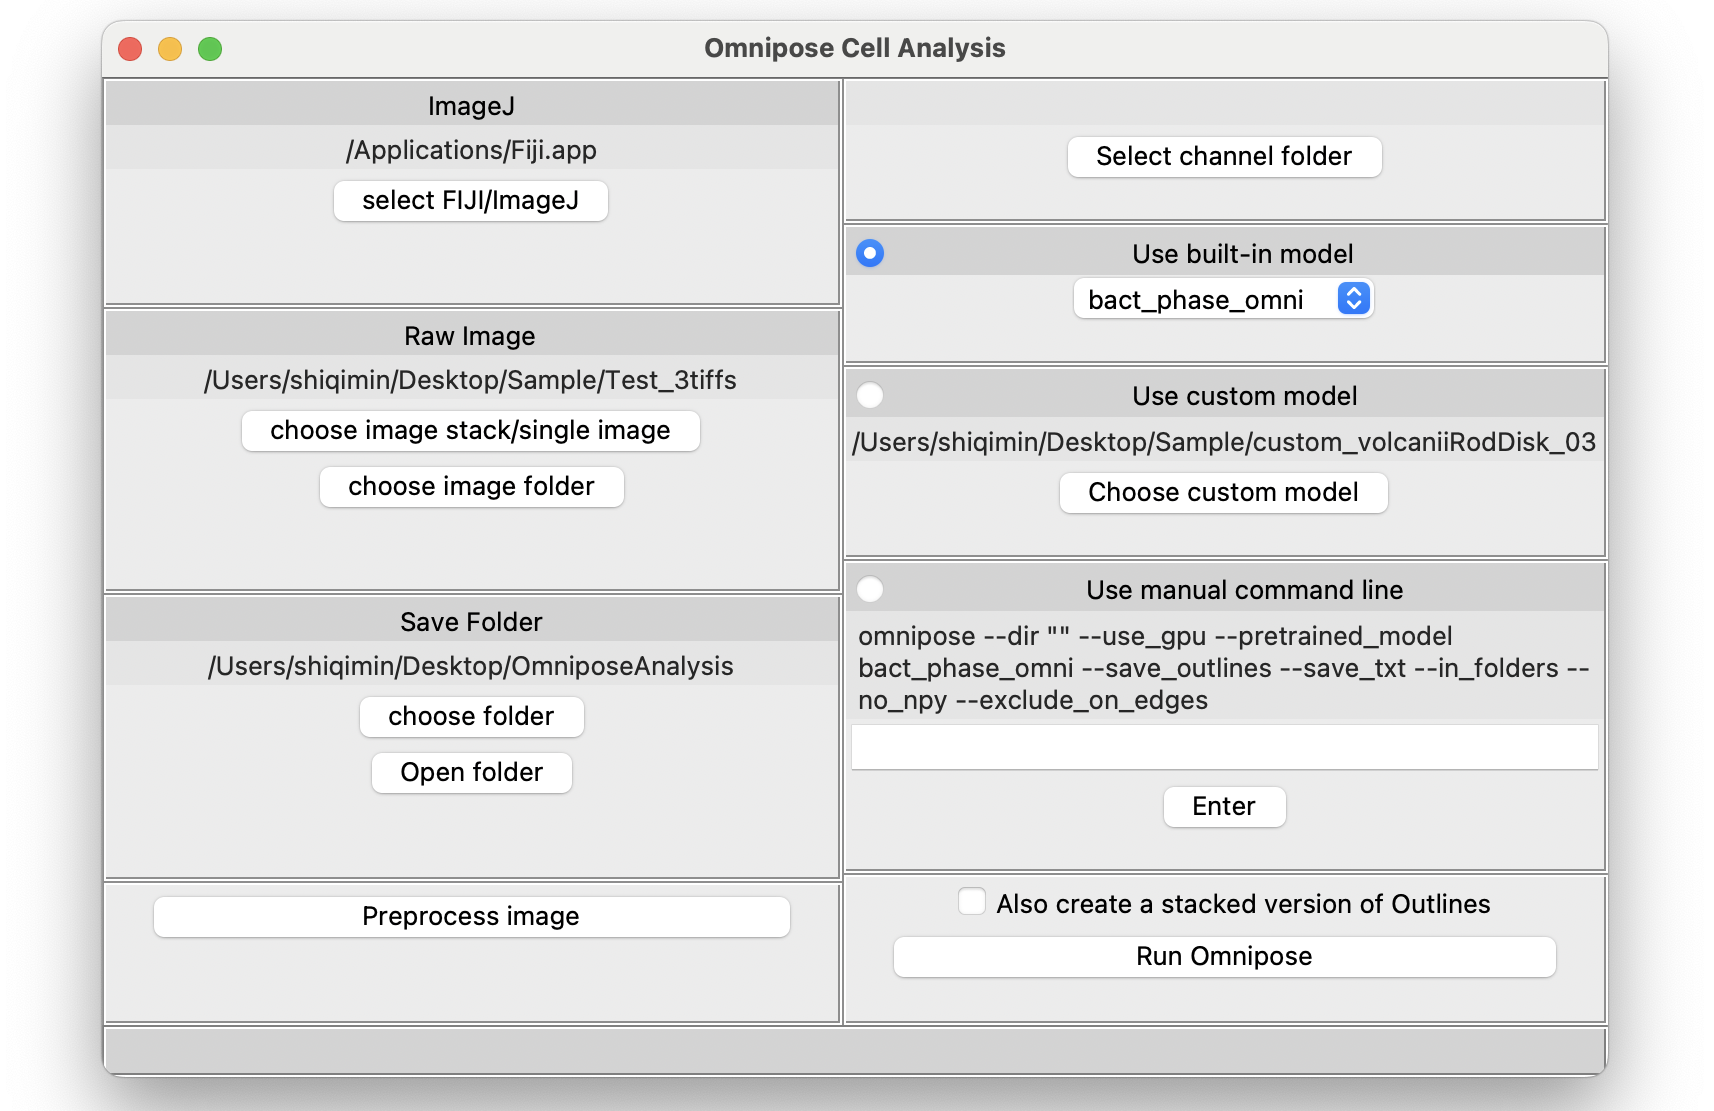 Omnipose Cell Analysis
ImageJ
/Applications/Fiji.app
select FIJI/ImageJ
Raw Image
/Users/shiqimin/Desktop/Sample/Test_3tiffs
choose image stack/single image
choose image folder
Save Folder
/Users/shiqimin/Desktop/OmniposeAnalysis
choose folder
Open folder
Preprocess image
Select channel folder
Use built-in model
bact_phase_omni
Use custom model
/Users/shiqimin/Desktop/Sample/custom_volcaniiRodDisk_03
Choose custom model
Use manual command line
omnipose --dir "" --use_gpu --pretrained_model
bact_phase_omni --save_outlines --save_txt --in_folders --
no_npy --exclude_on_edges
Enter
Also create a stacked version of Outlines
Run Omnipose